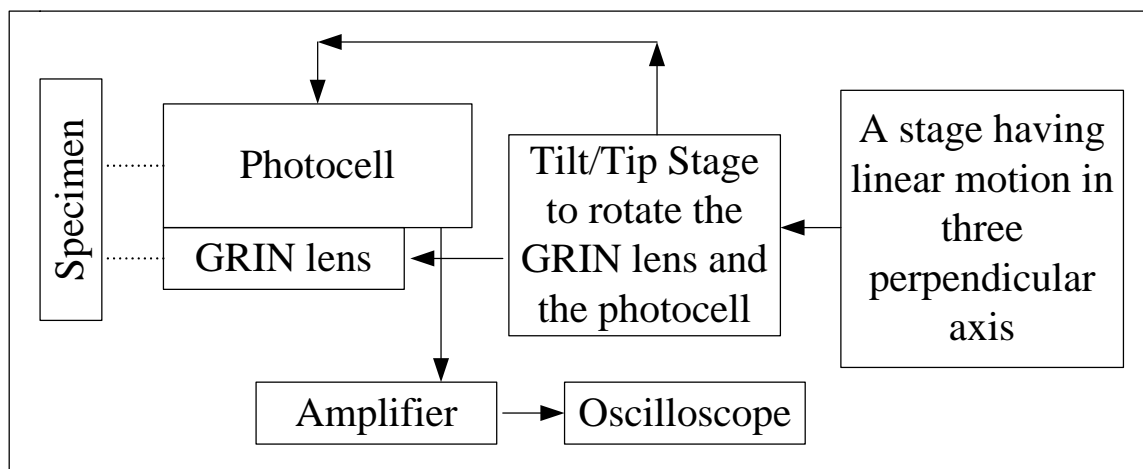 Specimen
Photocell
GRIN lens
Tilt/Tip Stage
to rotate the
GRIN lens and
the photocell
A stage having
linear motion in
three
perpendicular
axis
Amplifier
Oscilloscope